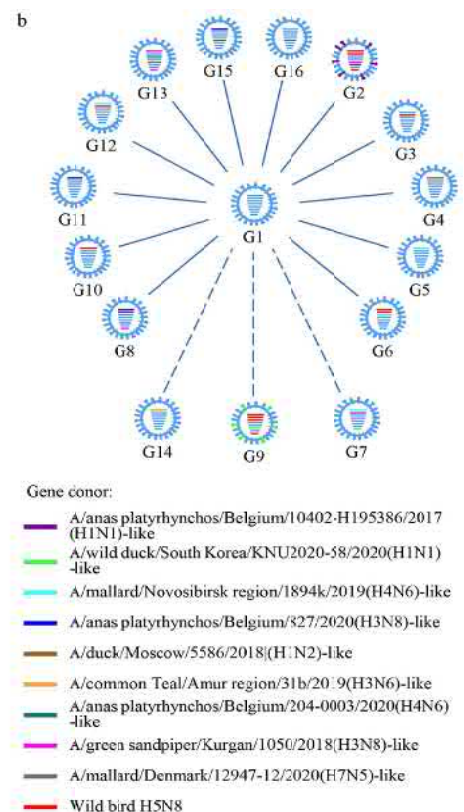 b
G15
G16
G13
G2
G12
G3
G11
G4
G1
G10
G5
G8
G6
G14
G9
G7
Gene donor:
A/anas platyrhynchos/Belgium/10402-H195386/2017
(H1N1)-like
A/wild duck/South Korea/KNU2020-58/2020(H1N1)
-like
A/mallard/Novosibirsk region/1894k/2019(H4N6)-like
A/anas platyrhynchos/Belgium/827/2020(H3N8)-like
A/duck/Moscow/5586/2018(H1N2)-like
A/common Teal/Amur region/31b/2019(H3N6)-like
A/anas platyrhynchos/Belgium/204-0003/2020(H4N6)
-like
A/green sandpiper/Kurgan/1050/2018(H3N8)-like
A/mallard/Denmark/12947-12/2020(H7N5)-like
Wild bird H5N8